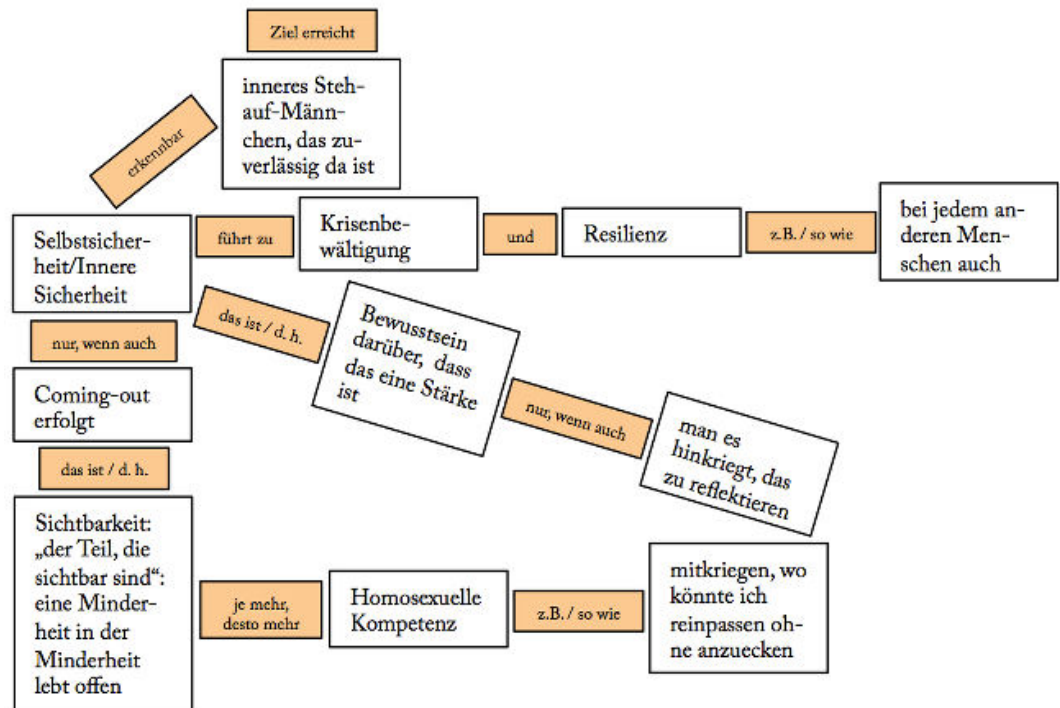 Ziel erreicht
inneres Steh-
auf-Männ-
chen, das zu-
verlässig da ist
erkennbar
Selbstsicher-
heit/Innere
Sicherheit
führt zu
Krisenbe-
wältigung
und
Resilienz
z.B. / so wie
bei jedem an-
deren Men-
schen auch
das ist / d. h.
Bewusstsein
darüber, dass
das eine Stärke
ist
nur, wenn auch
man es
hinkriegt, das
zu reflektieren
nur, wenn auch
Coming-out
erfolgt
das ist / d. h.
Sichtbarkeit:
„der Teil, die
sichtbar sind“:
eine Minder-
heit in der
Minderheit
lebt offen
je mehr,
desto mehr
Homosexuelle
Kompetenz
z.B. / so wie
mitkriegen, wo
könnte ich
reinpassen oh-
ne anzuecken